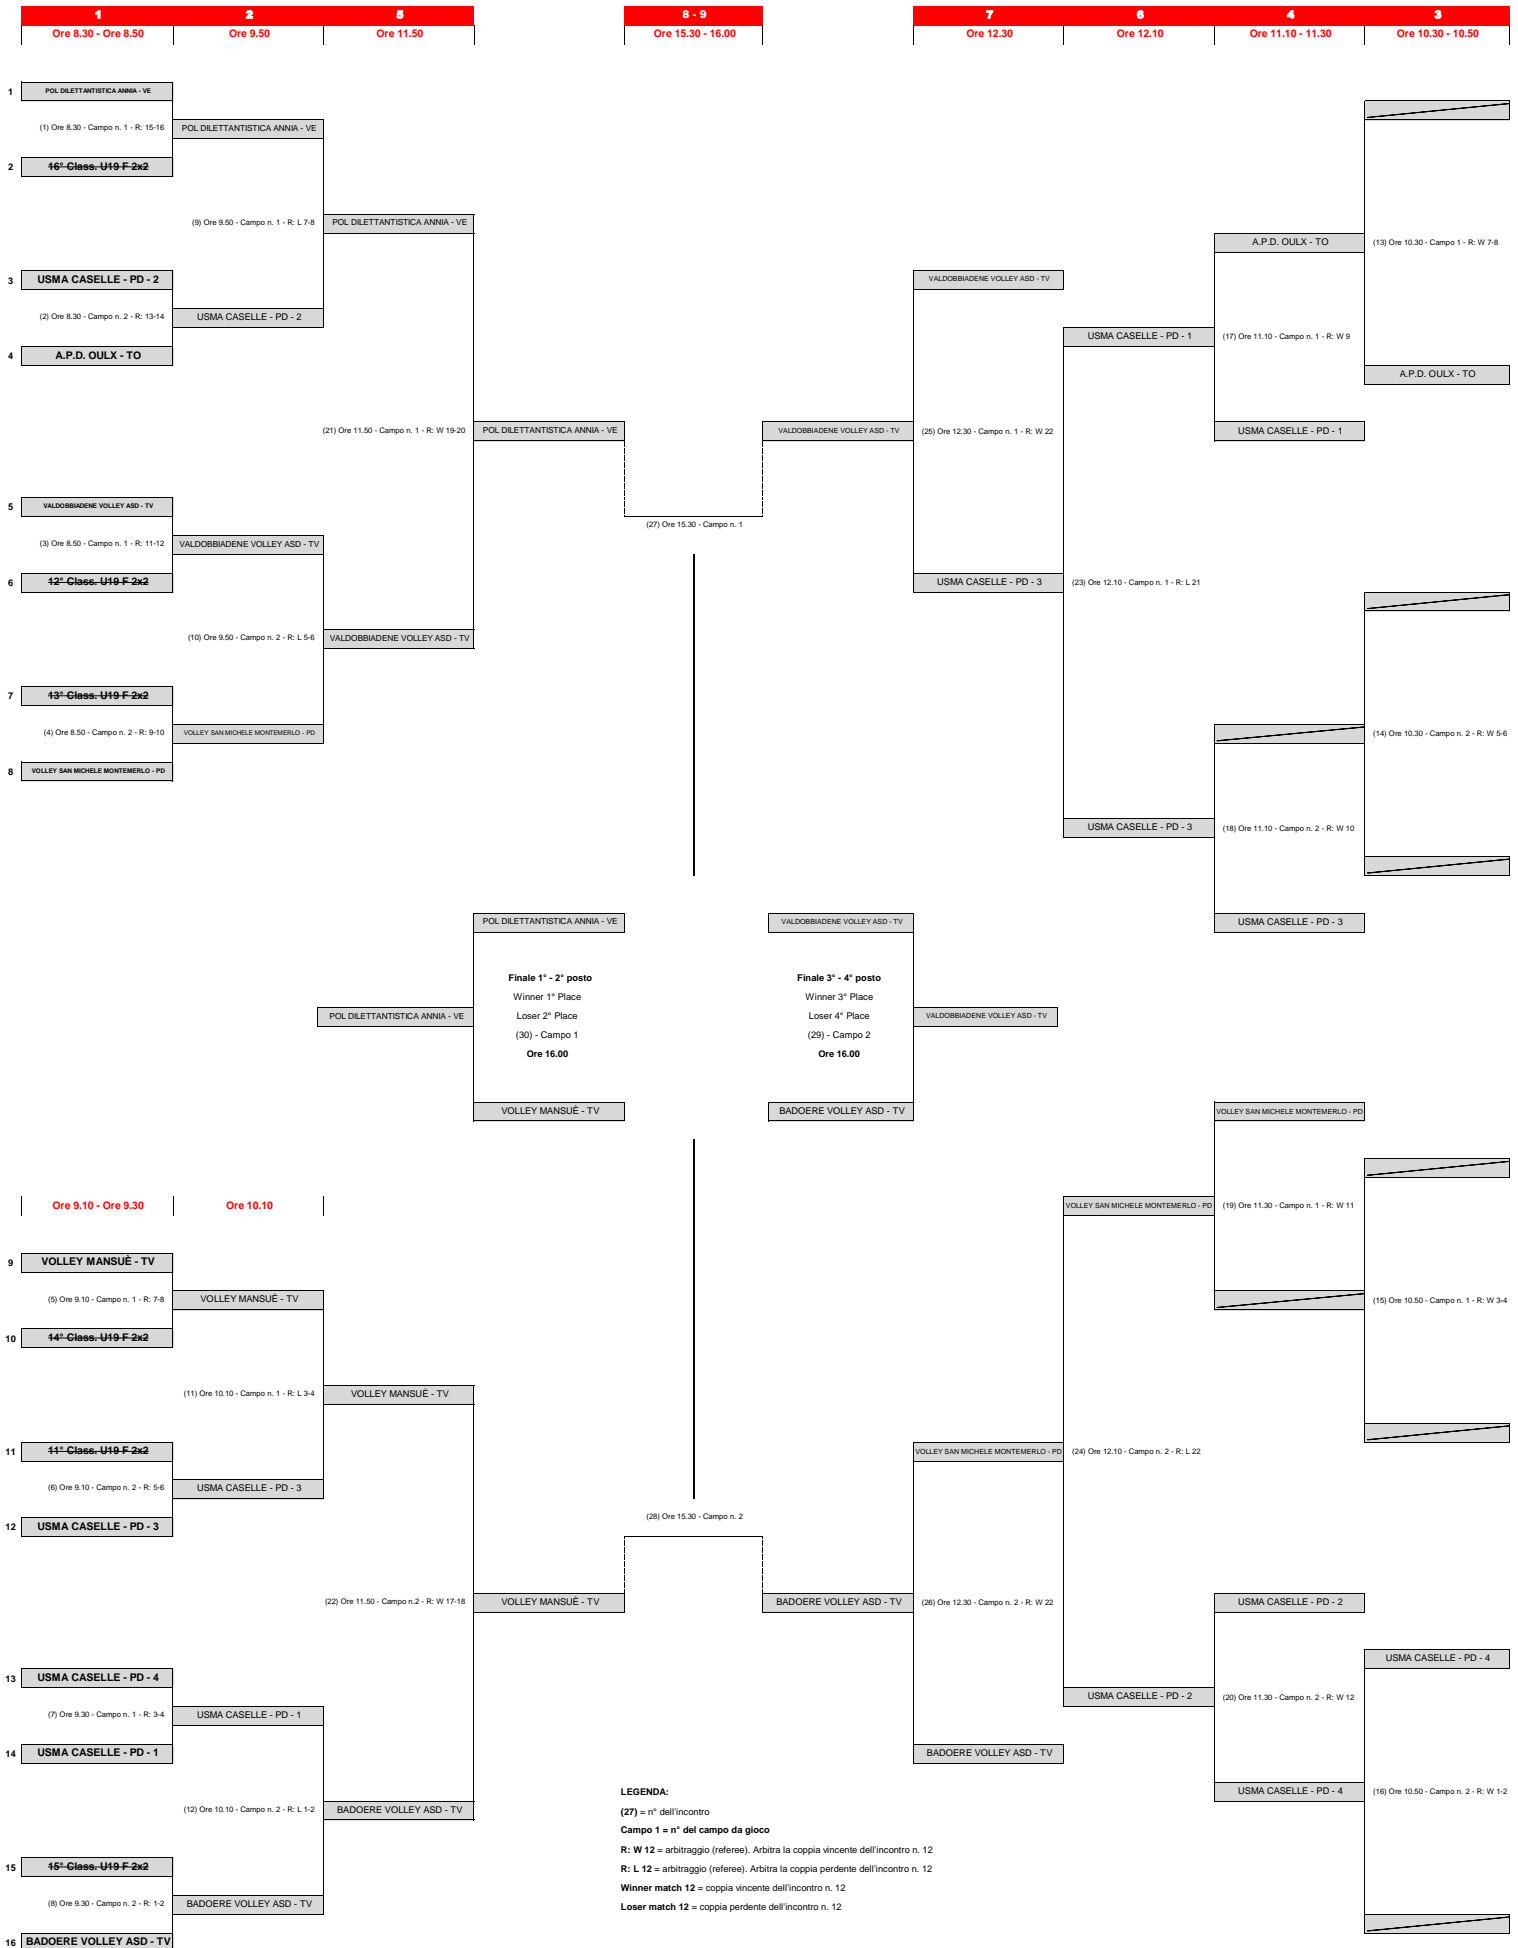 1 2 5 8 - 9 7 6 4 3
Ore 8.30 - Ore 8.50 Ore 9.50 Ore 11.50 Ore 15.30 - 16.00 Ore 12.30 Ore 12.10 Ore 11.10 - 11.30 Ore 10.30 - 10.50
1 POL DILETTANTISTICA ANNIA - VE
(1) Ore 8.30 - Campo n. 1 - R: 15-16 POL DILETTANTISTICA ANNIA - VE
2 16° Class. U19 F 2x2
(9) Ore 9.50 - Campo n. 1 - R: L 7-8 POL DILETTANTISTICA ANNIA - VE
A.P.D. OULX - TO (13) Ore 10.30 - Campo 1 - R: W 7-8
3 USMA CASELLE - PD - 2 VALDOBBIADENE VOLLEY ASD - TV
(2) Ore 8.30 - Campo n. 2 - R: 13-14 USMA CASELLE - PD - 2
USMA CASELLE - PD - 1 (17) Ore 11.10 - Campo n. 1 - R: W 9
4 A.P.D. OULX - TO
A.P.D. OULX - TO
(21) Ore 11.50 - Campo n. 1 - R: W 19-20 POL DILETTANTISTICA ANNIA - VE VALDOBBIADENE VOLLEY ASD - TV (25) Ore 12.30 - Campo n. 1 - R: W 22 USMA CASELLE - PD - 1
5 VALDOBBIADENE VOLLEY ASD - TV
(27) Ore 15.30 - Campo n. 1
(3) Ore 8.50 - Campo n. 1 - R: 11-12 VALDOBBIADENE VOLLEY ASD - TV
6 12° Class. U19 F 2x2 USMA CASELLE - PD - 3 (23) Ore 12.10 - Campo n. 1 - R: L 21
(10) Ore 9.50 - Campo n. 2 - R: L 5-6 VALDOBBIADENE VOLLEY ASD - TV
7 13° Class. U19 F 2x2
(4) Ore 8.50 - Campo n. 2 - R: 9-10 VOLLEY SAN MICHELE MONTEMERLO - PD (14) Ore 10.30 - Campo n. 2 - R: W 5-6
8 VOLLEY SAN MICHELE MONTEMERLO - PD
USMA CASELLE - PD - 3 (18) Ore 11.10 - Campo n. 2 - R: W 10
POL DILETTANTISTICA ANNIA - VE VALDOBBIADENE VOLLEY ASD - TV USMA CASELLE - PD - 3
Finale 1° - 2° posto Finale 3° - 4° posto
Winner 1° Place Winner 3° Place
POL DILETTANTISTICA ANNIA - VE Loser 2° Place Loser 4° Place VALDOBBIADENE VOLLEY ASD - TV
(30) - Campo 1 (29) - Campo 2
Ore 16.00 Ore 16.00
VOLLEY MANSUÈ - TV BADOERE VOLLEY ASD - TV VOLLEY SAN MICHELE MONTEMERLO - PD
Ore 9.10 - Ore 9.30 Ore 10.10 VOLLEY SAN MICHELE MONTEMERLO - PD (19) Ore 11.30 - Campo n. 1 - R: W 11
9 VOLLEY MANSUÈ - TV
(5) Ore 9.10 - Campo n. 1 - R: 7-8 VOLLEY MANSUÈ - TV (15) Ore 10.50 - Campo n. 1 - R: W 3-4
10 14° Class. U19 F 2x2
(11) Ore 10.10 - Campo n. 1 - R: L 3-4 VOLLEY MANSUÈ - TV
11 11° Class. U19 F 2x2 VOLLEY SAN MICHELE MONTEMERLO - PD (24) Ore 12.10 - Campo n. 2 - R: L 22
(6) Ore 9.10 - Campo n. 2 - R: 5-6 USMA CASELLE - PD - 3
(28) Ore 15.30 - Campo n. 2
12 USMA CASELLE - PD - 3
(22) Ore 11.50 - Campo n.2 - R: W 17-18 VOLLEY MANSUÈ - TV BADOERE VOLLEY ASD - TV (26) Ore 12.30 - Campo n. 2 - R: W 22 USMA CASELLE - PD - 2
USMA CASELLE - PD - 4
13 USMA CASELLE - PD - 4
USMA CASELLE - PD - 2 (20) Ore 11.30 - Campo n. 2 - R: W 12
(7) Ore 9.30 - Campo n. 1 - R: 3-4 USMA CASELLE - PD - 1
14 USMA CASELLE - PD - 1 BADOERE VOLLEY ASD - TV
LEGENDA: USMA CASELLE - PD - 4 (16) Ore 10.50 - Campo n. 2 - R: W 1-2
(12) Ore 10.10 - Campo n. 2 - R: L 1-2 BADOERE VOLLEY ASD - TV (27) = n° dell'incontro
Campo 1 = n° del campo da gioco
R: W 12 = arbitraggio (referee). Arbitra la coppia vincente dell'incontro n. 12
15 15° Class. U19 F 2x2 R: L 12 = arbitraggio (referee). Arbitra la coppia perdente dell'incontro n. 12
Winner match 12 = coppia vincente dell'incontro n. 12
(8) Ore 9.30 - Campo n. 2 - R: 1-2 BADOERE VOLLEY ASD - TV Loser match 12 = coppia perdente dell'incontro n. 12
16 BADOERE VOLLEY ASD - TV